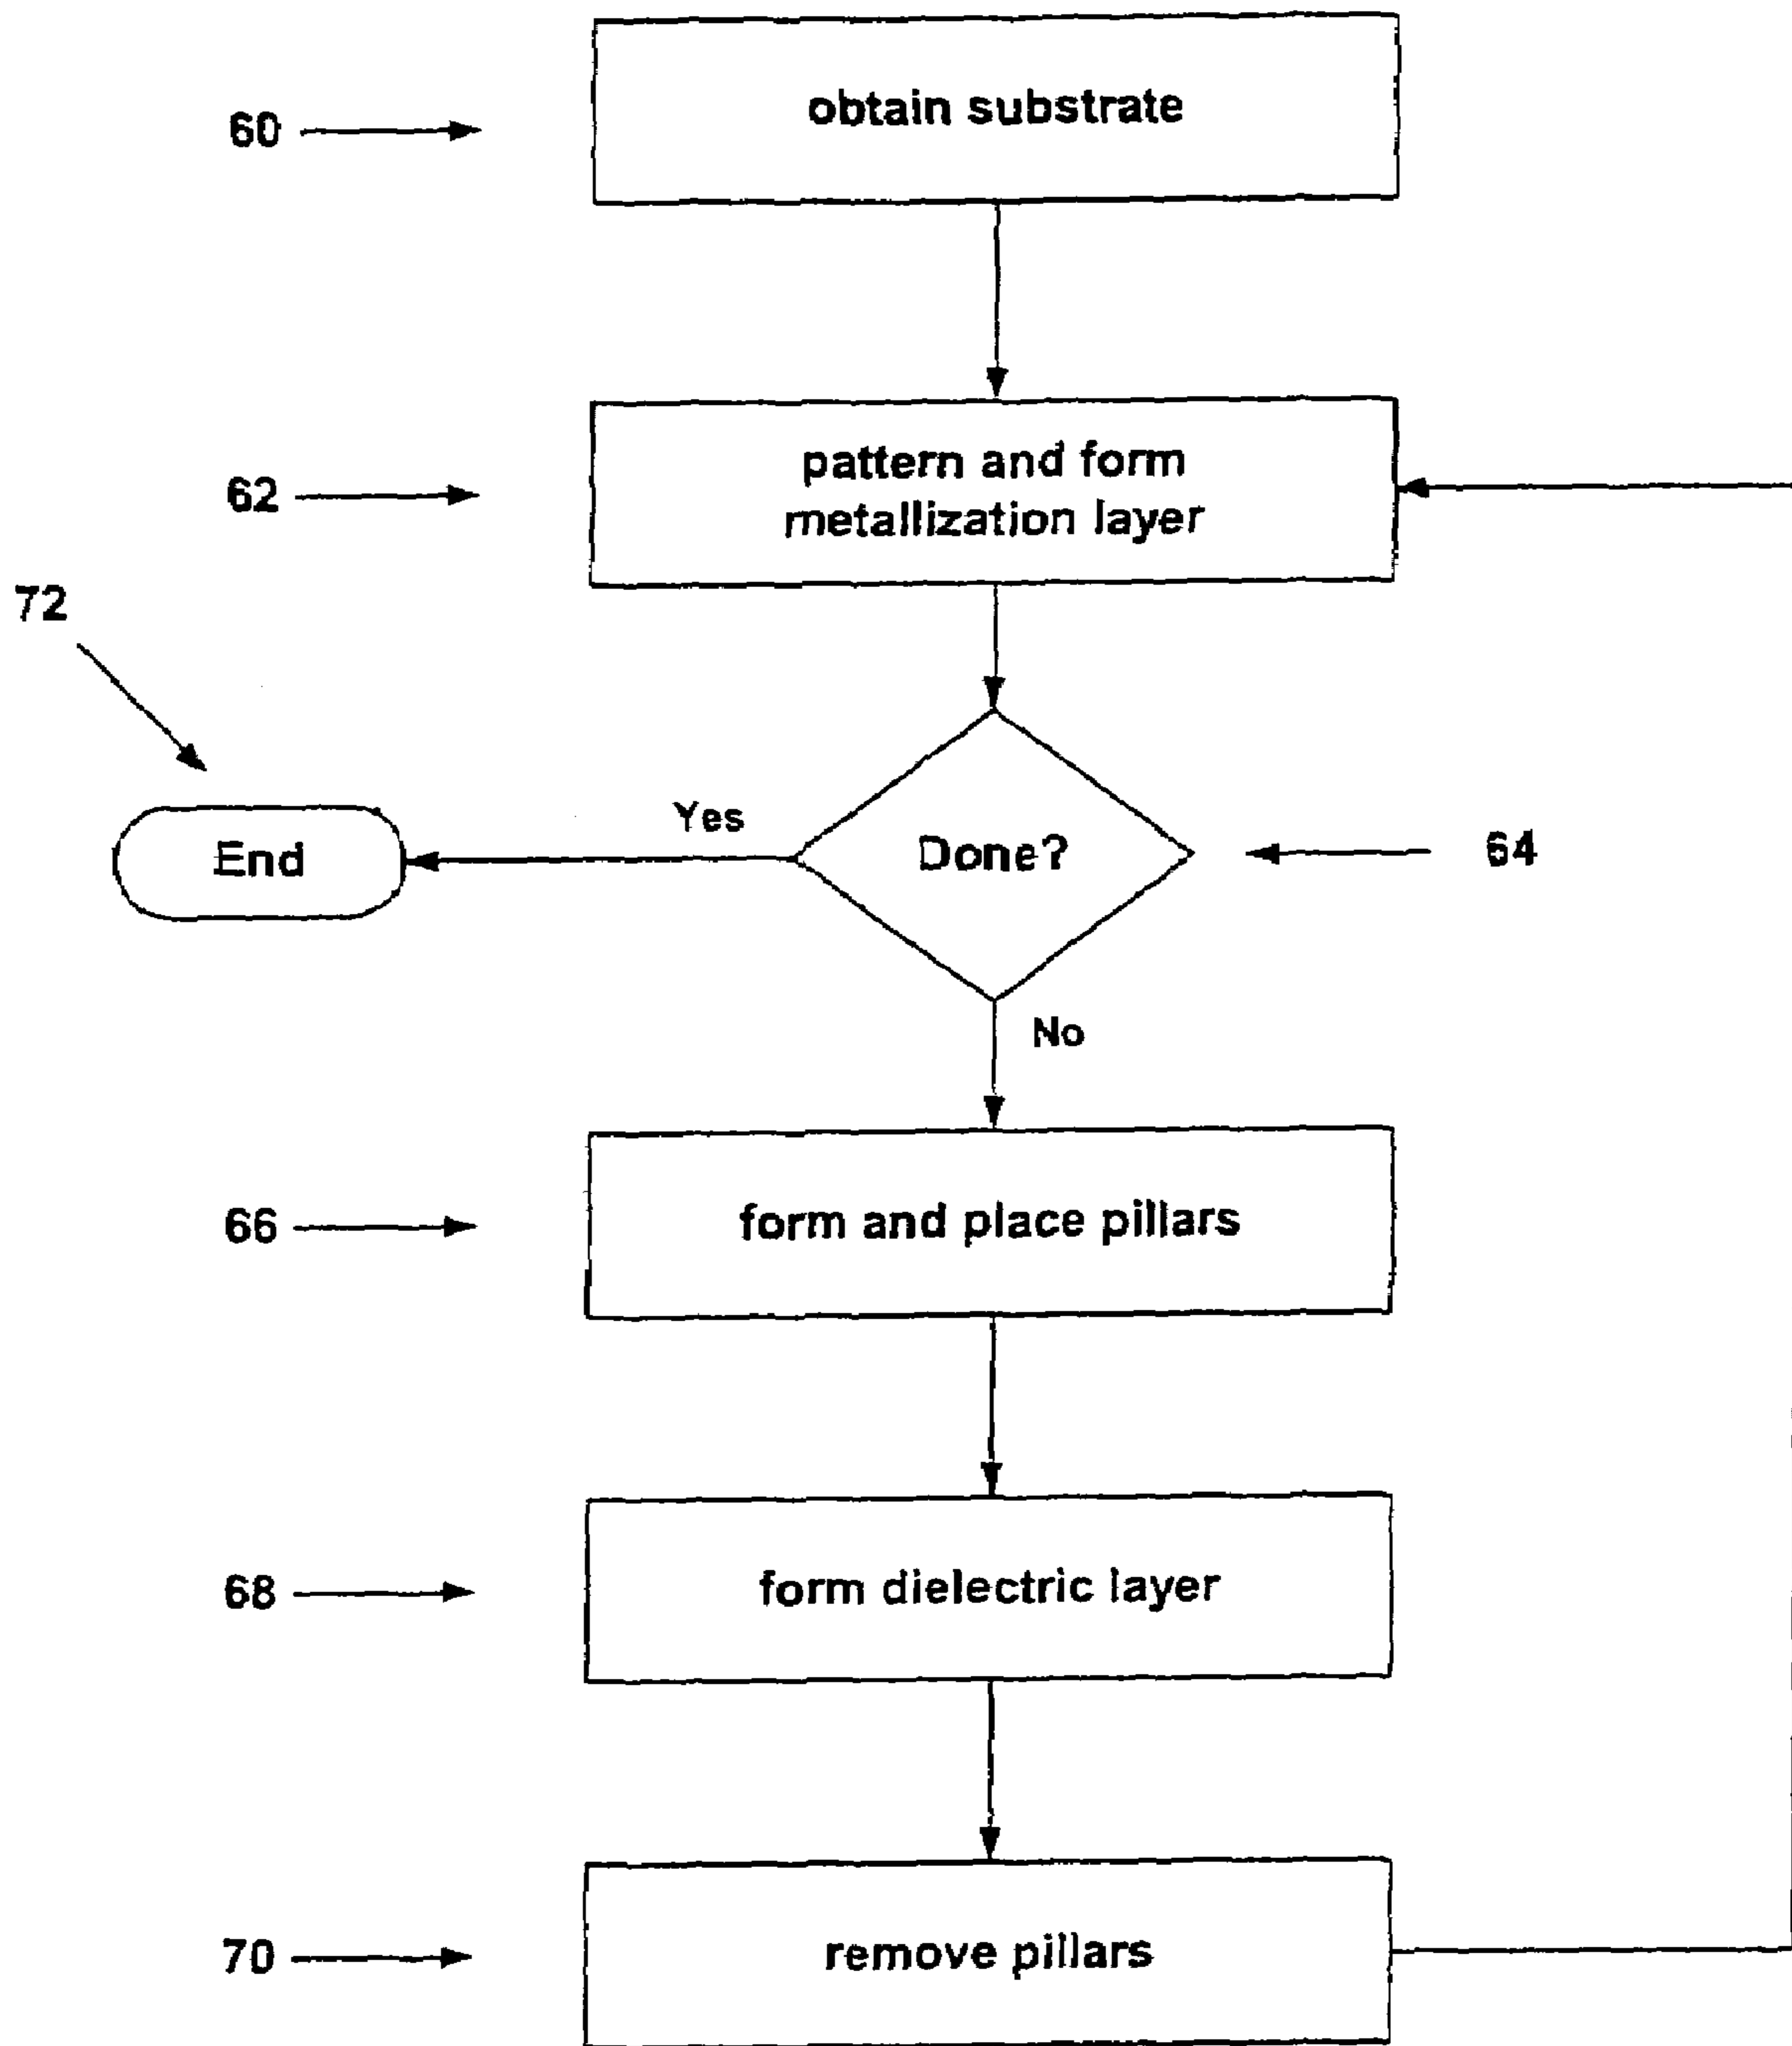 60
obtain substrate
62
pattern and form
metallization layer
72
End
Yes
Done?
64
No
66
form and place pillars
68
form dielectric layer
70
remove pillars